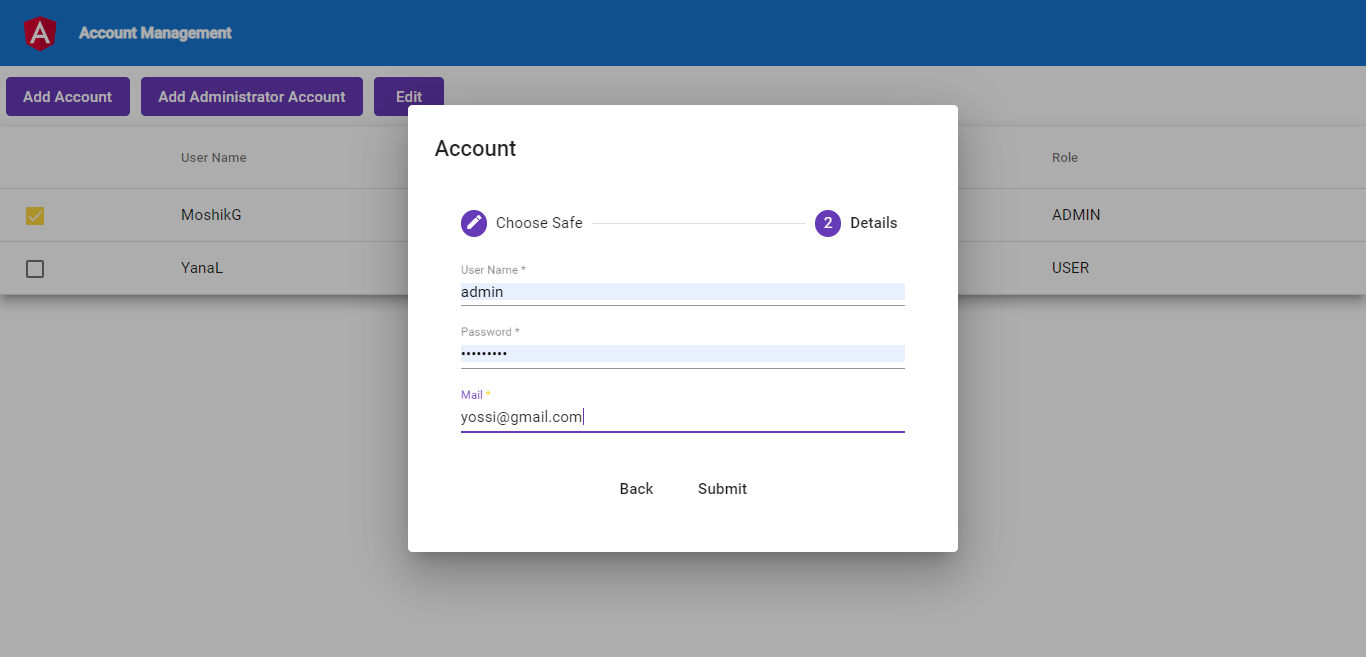 A
Account Management
Add Account
Add Administrator Account
Edit
User Name
Role
MoshikG
ADMIN
YanaL
USER
Account
Choose Safe
2
Details
User Name *
admin
Password *
•••••••••
Mail *
yossi@gmail.com
Back
Submit